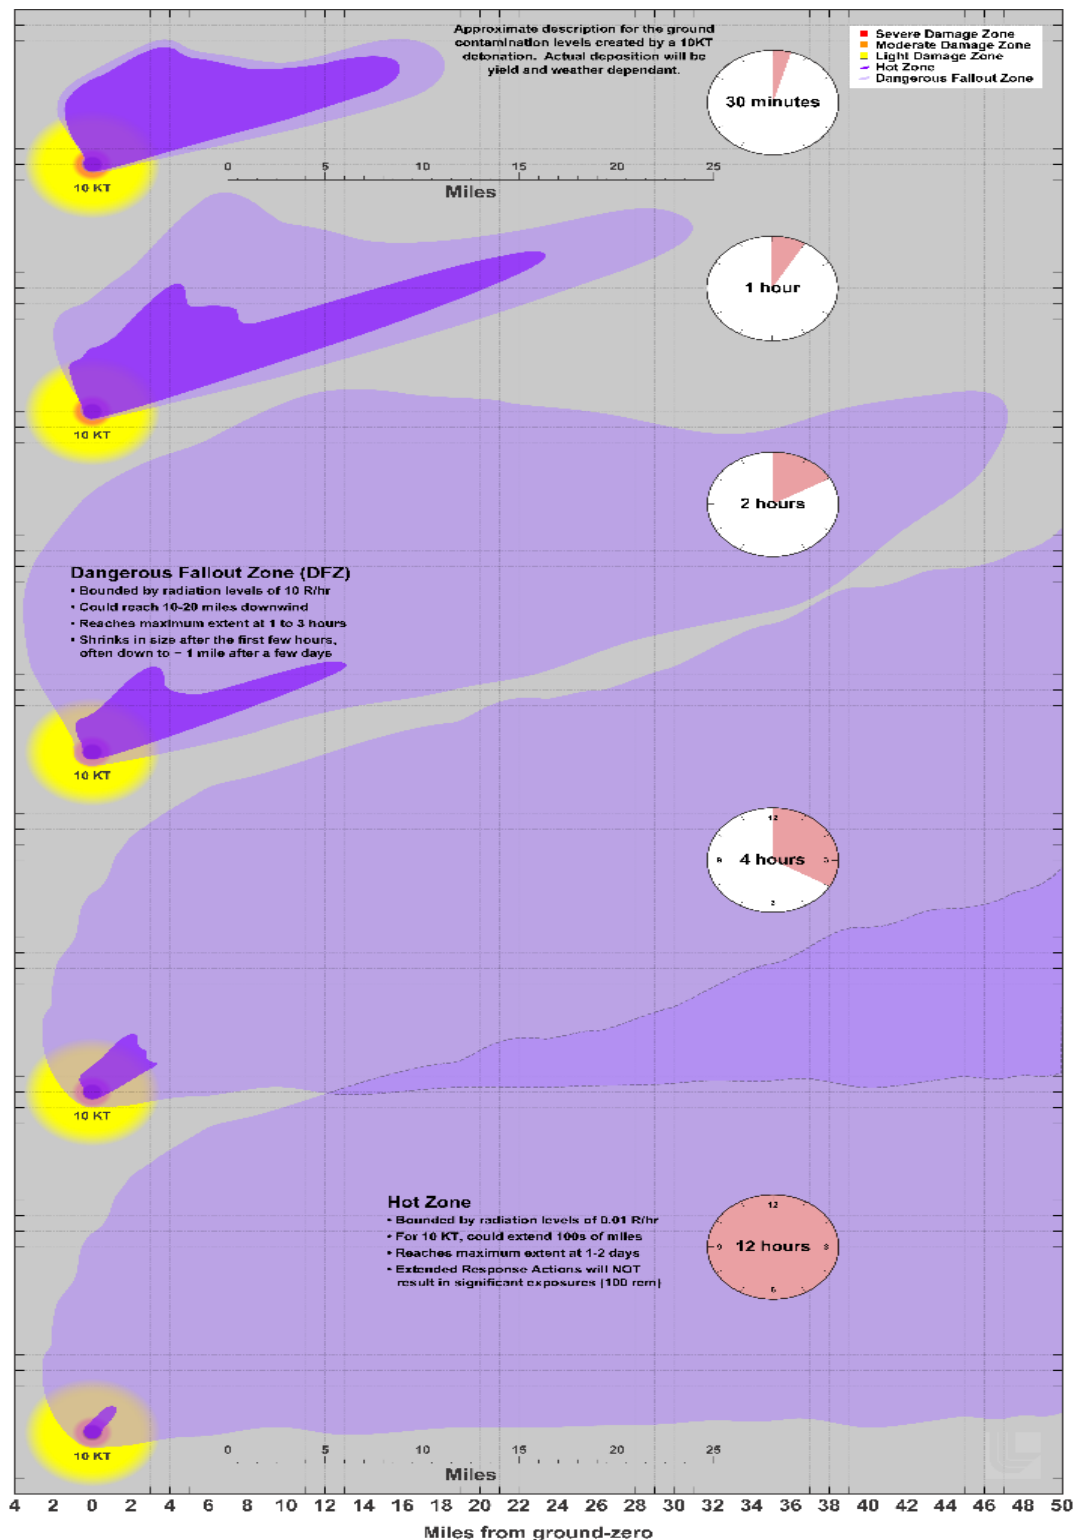 Approximate description for the ground
contamination levels created by a 10KT
detonation. Actual deposition will be
yield and weather dependant.
Severe Damage Zone
Moderate Damage Zone
Light Damage Zone
Hot Zone
Dangerous Fallout Zone
30 minutes
10 KT
0 5 10 15 20 25
Miles
1 hour
10 KT
2 hours
Dangerous Fallout Zone (DFZ)
• Bounded by radiation levels of 10 R/hr
• Could reach 10-20 miles downwind
• Reaches maximum extent at 1 to 3 hours
• Shrinks in size after the first few hours,
often down to ~ 1 mile after a few days
10 KT
12
9 4 hours 3
10 KT
Hot Zone
• Bounded by radiation levels of 0.01 R/hr
• For 10 KT, could extend 100s of miles
• Reaches maximum extent at 1-2 days
• Extended Response Actions will NOT
result in significant exposures (100 rem)
12
9 12 hours 3
6
10 KT
0 5 10 15 20 25
Miles
4 2 0 2 4 6 8 10 12 14 16 18 20 22 24 26 28 30 32 34 36 38 40 42 44 46 48 50
Miles from ground-zero